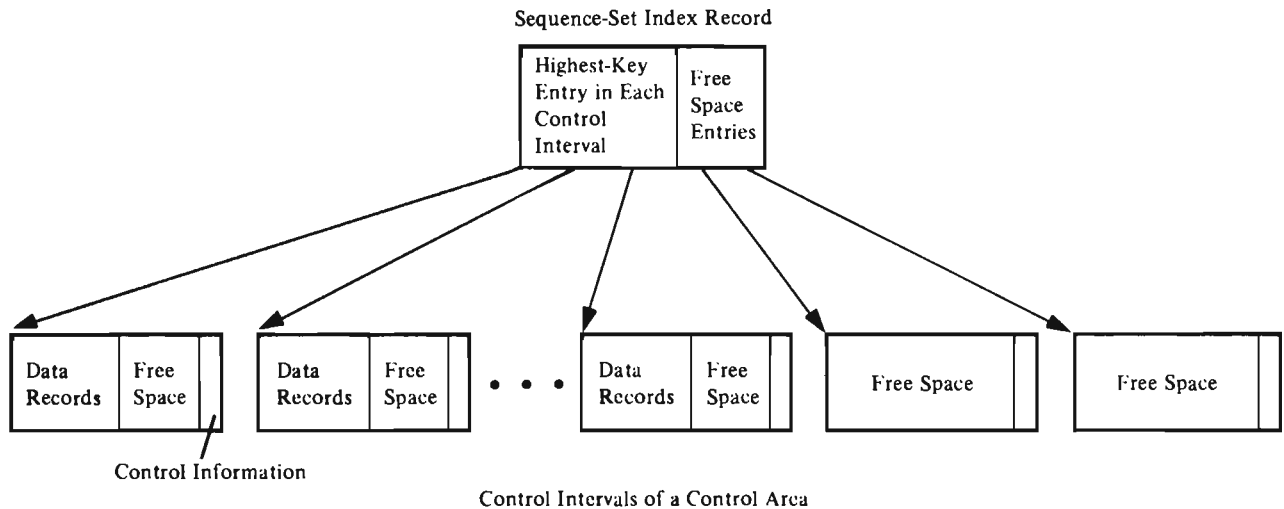 Sequence-Set Index Record
Highest-Key
Entry in Each
Control
Interval
Free
Space
Entries
Data
Records
Free
Space
Data
Records
Free
Space
• • •
Data
Records
Free
Space
Free Space
Free Space
Control Information
Control Intervals of a Control Area